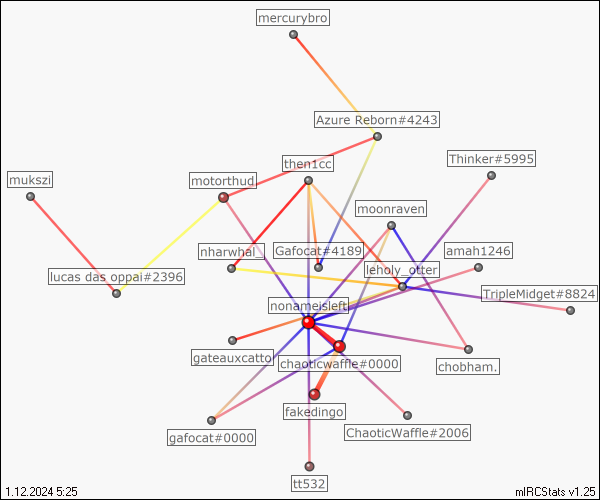 mercurybro
Azure Reborn#4243
then1cc
Thinker#5995
mukszi
motorthud
moonraven
nharwhal_
Gafocat#4189
amah1246
lucas das oppai#2396
leholy_otter
nonameisleft
TripleMidget#8824
gateauxcatto
chaoticwaffle#0000
chobham.
fakedingo
gafocat#0000
ChaoticWaffle#2006
tt532
1.12.2024 5:25
mIRCStats v1.25